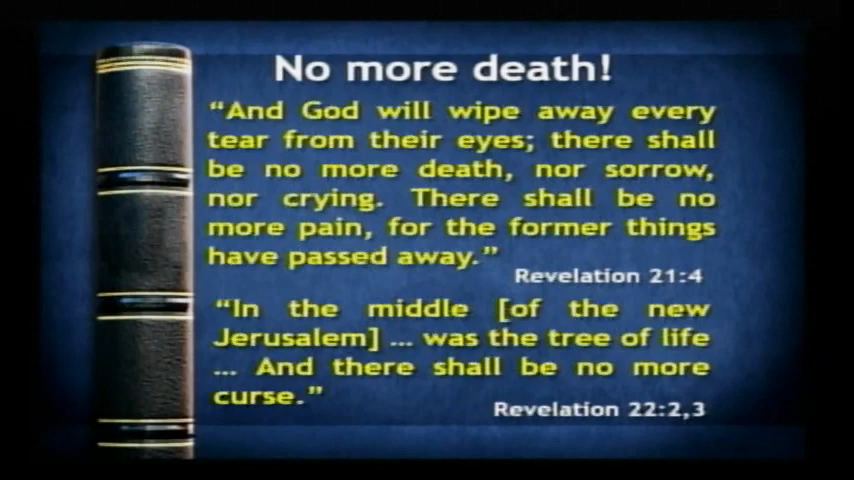 No more death!
“And God will wipe away every
tear from their eyes; there shall
be no more death, nor sorrow,
nor crying. There shall be no
more pain, for the former things
have passed away.”
Revelation 21:4
“In the middle [of the new
Jerusalem] ... was the tree of life
... And there shall be no more
curse.”
Revelation 22:2,3